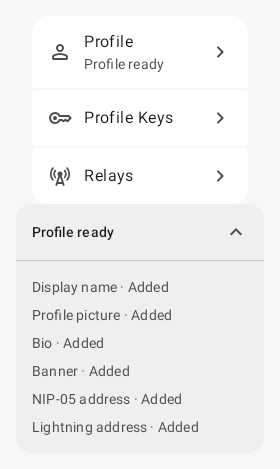 Profile
Profile ready
Profile Keys
Relays
Profile ready
Display name · Added
Profile picture · Added
Bio · Added
Banner · Added
NIP-05 address · Added
Lightning address · Added